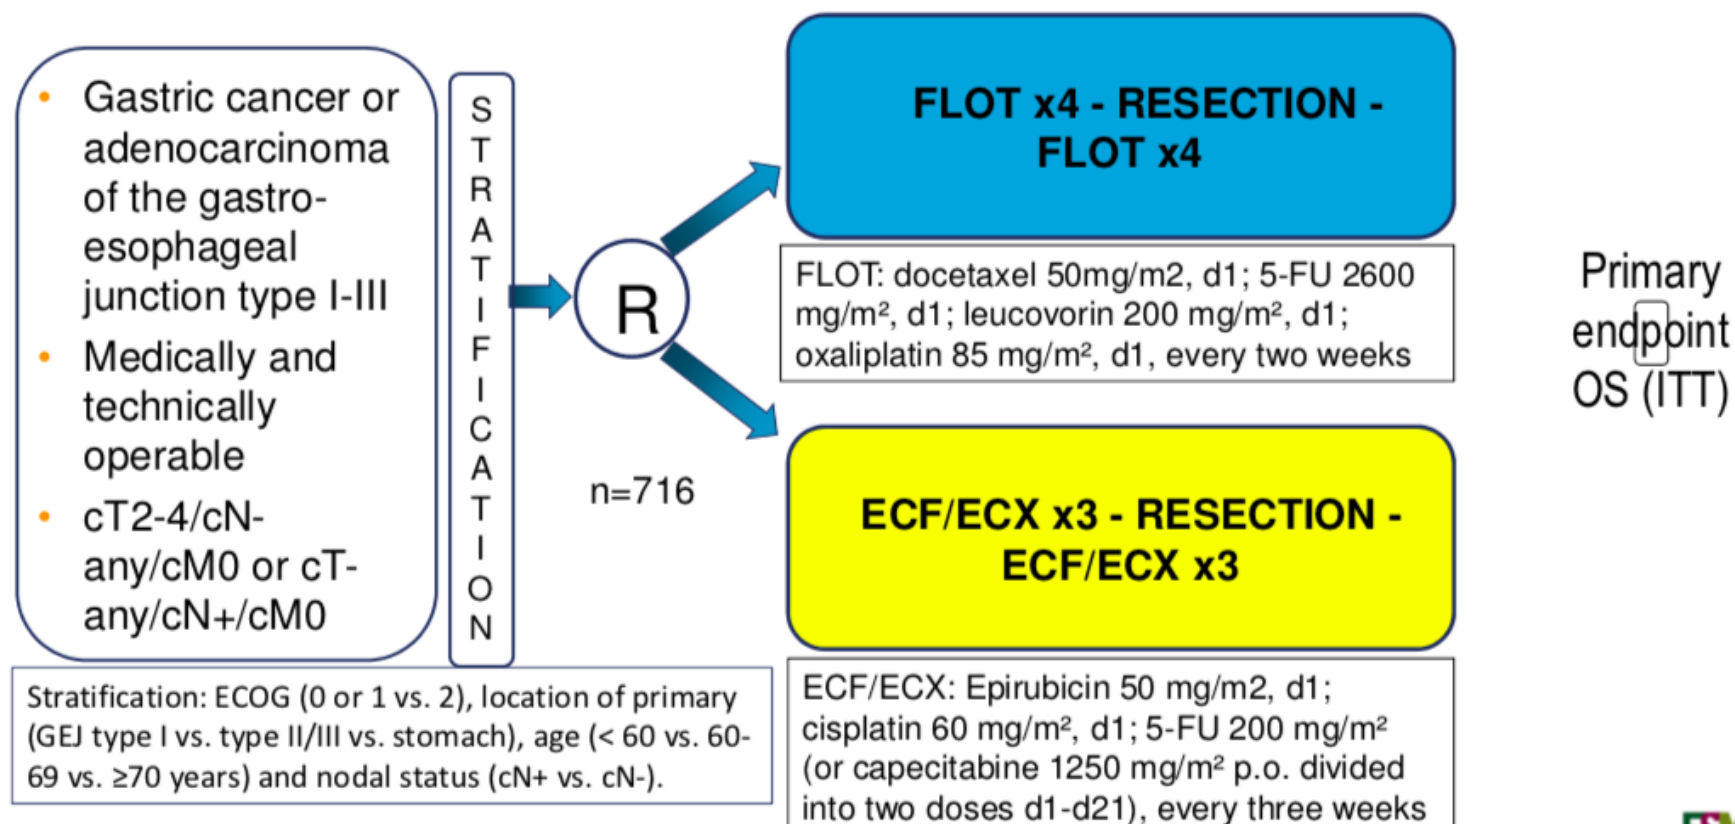 • Gastric cancer or
adenocarcinoma
of the gastro-
esophageal
junction type I-III
• Medically and
technically
operable
• cT2-4/cN-
any/cM0 or cT-
any/cN+/cM0
STRATIFICATION
R
n=716
FLOT x4 - RESECTION -
FLOT x4
FLOT: docetaxel 50mg/m2, d1; 5-FU 2600
mg/m², d1; leucovorin 200 mg/m², d1;
oxaliplatin 85 mg/m², d1, every two weeks
ECF/ECX x3 - RESECTION -
ECF/ECX x3
ECF/ECX: Epirubicin 50 mg/m2, d1;
cisplatin 60 mg/m², d1; 5-FU 200 mg/m²
(or capecitabine 1250 mg/m² p.o. divided
into two doses d1-d21), every three weeks
Primary
endpoint
OS (ITT)
Stratification: ECOG (0 or 1 vs. 2), location of primary
(GEJ type I vs. type II/III vs. stomach), age (< 60 vs. 60-
69 vs. ≥70 years) and nodal status (cN+ vs. cN-).